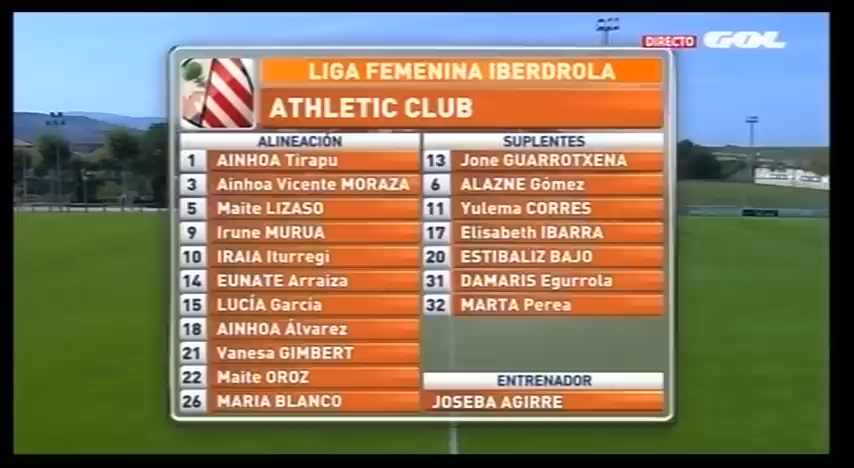 DIRECTO GOL
LIGA FEMENINA IBERDROLA
ATHLETIC CLUB
ALINEACIÓN
1 AINHOA Tirapu
3 Ainhoa Vicente MORAZA
5 Maite LIZASO
9 Irune MURUA
10 IRAIA Iturregi
14 EUNATE Arraiza
15 LUCÍA Garcia
18 AINHOA Álvarez
21 Vanesa GIMBERT
22 Maite OROZ
26 MARIA BLANCO
SUPLENTES
13 Jone GUARROTXENA
6 ALAZNE Gómez
11 Yulema CORRES
17 Elisabeth IBARRA
20 ESTIBALIZ BAJO
31 DAMARIS Egurrola
32 MARTA Perea
ENTRENADOR
JOSEBA AGIRRE